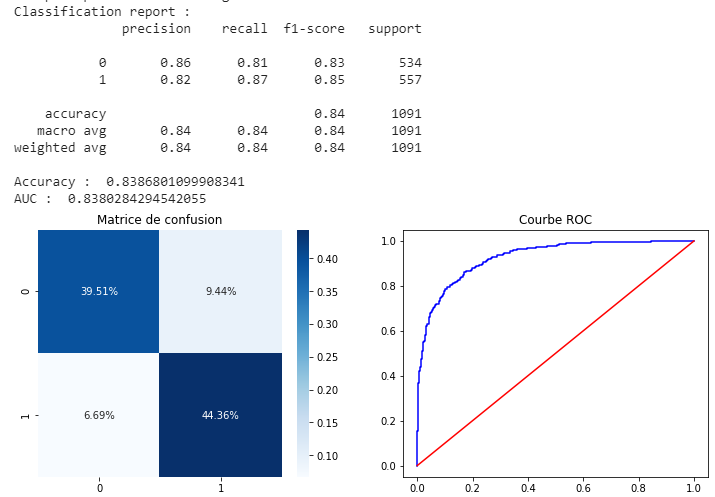 Classification report :
precision recall f1-score support
0 0.86 0.81 0.83 534
1 0.82 0.87 0.85 557
accuracy 0.84 1091
macro avg 0.84 0.84 0.84 1091
weighted avg 0.84 0.84 0.84 1091
Accuracy : 0.8386801099908341
AUC : 0.8380284294542055
Matrice de confusion
0
1
39.51% 9.44%
6.69% 44.36%
0 1
0.40
0.35
0.30
0.25
0.20
0.15
0.10
Courbe ROC
1.0
0.8
0.6
0.4
0.2
0.0
0.0 0.2 0.4 0.6 0.8 1.0